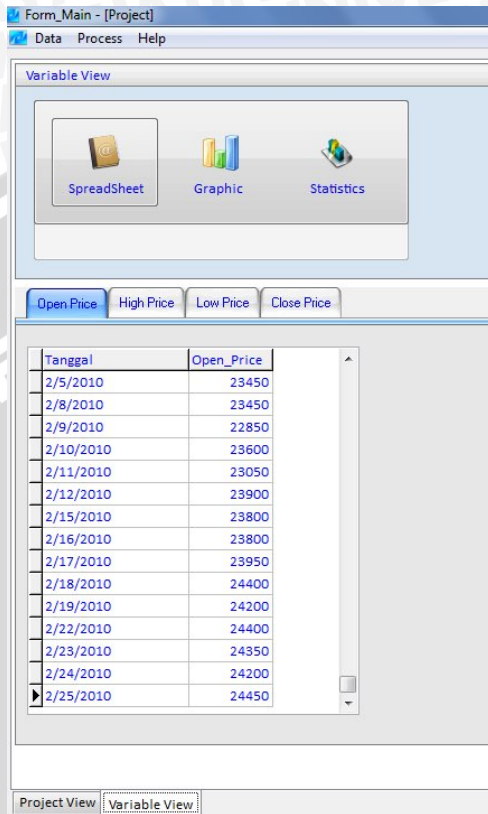 Form_Main - [Project]
Data Process Help
Variable View
SpreadSheet Graphic Statistics
Open Price High Price Low Price Close Price
Tanggal Open_Price
2/5/2010 23450
2/8/2010 23450
2/9/2010 22850
2/10/2010 23600
2/11/2010 23050
2/12/2010 23900
2/15/2010 23800
2/16/2010 23800
2/17/2010 23950
2/18/2010 24400
2/19/2010 24200
2/22/2010 24400
2/23/2010 24350
2/24/2010 24200
2/25/2010 24450
Project View Variable View